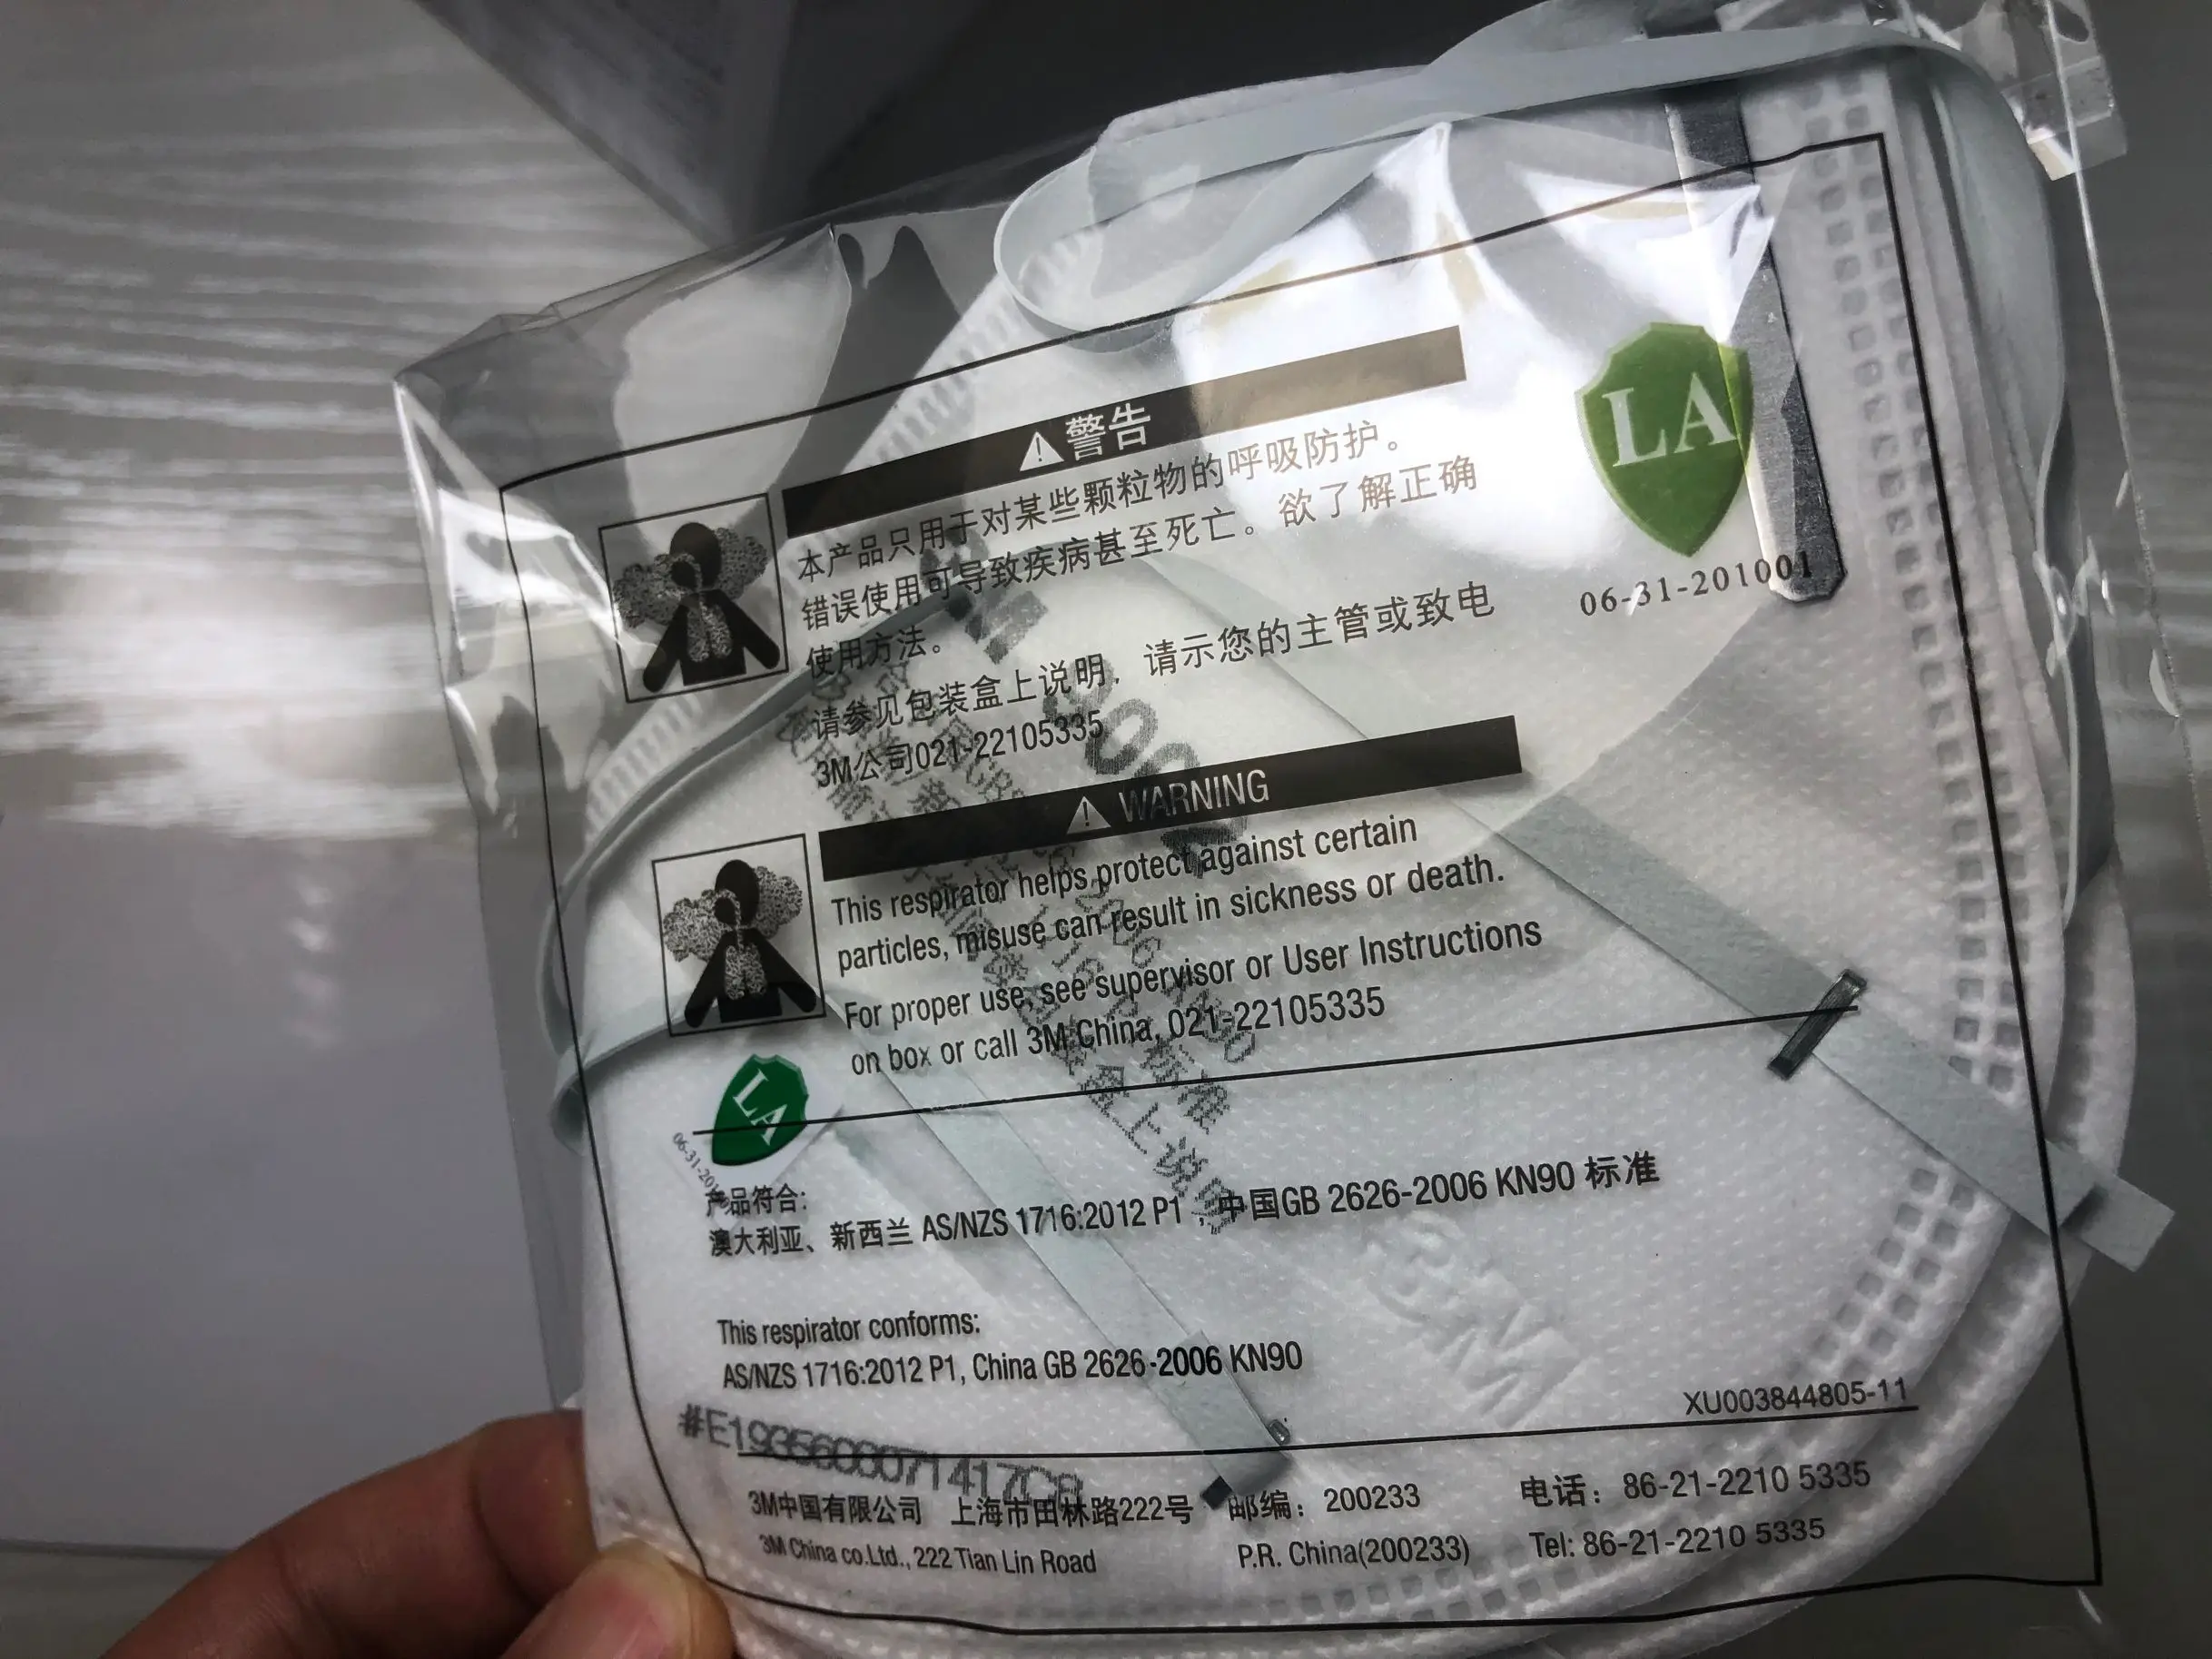 警告
本产品只用于对某些颗粒物的呼吸防护。
错误使用可导致疾病甚至死亡。欲了解正确
使用方法。
请参见包装盒上说明，请示您的主管或致电
3M公司021-22105335
LA
06-31-201001
WARNING
This respirator helps protect against certain
particles, misuse can result in sickness or death.
For proper use, see supervisor or User Instructions
on box or call 3M China, 021-22105335
LA
06-31-20
产品符合:
澳大利亚、新西兰 AS/NZS 1716:2012 P1，中国GB 2626-2006 KN90 标准
This respirator conforms:
AS/NZS 1716:2012 P1, China GB 2626-2006 KN90
3M
XU003844805-11
3M中国有限公司 上海市田林路222号 邮编：200233 电话：86-21-2210 5335
3M China co.Ltd., 222 Tian Lin Road P.R. China(200233) Tel: 86-21-2210 5335